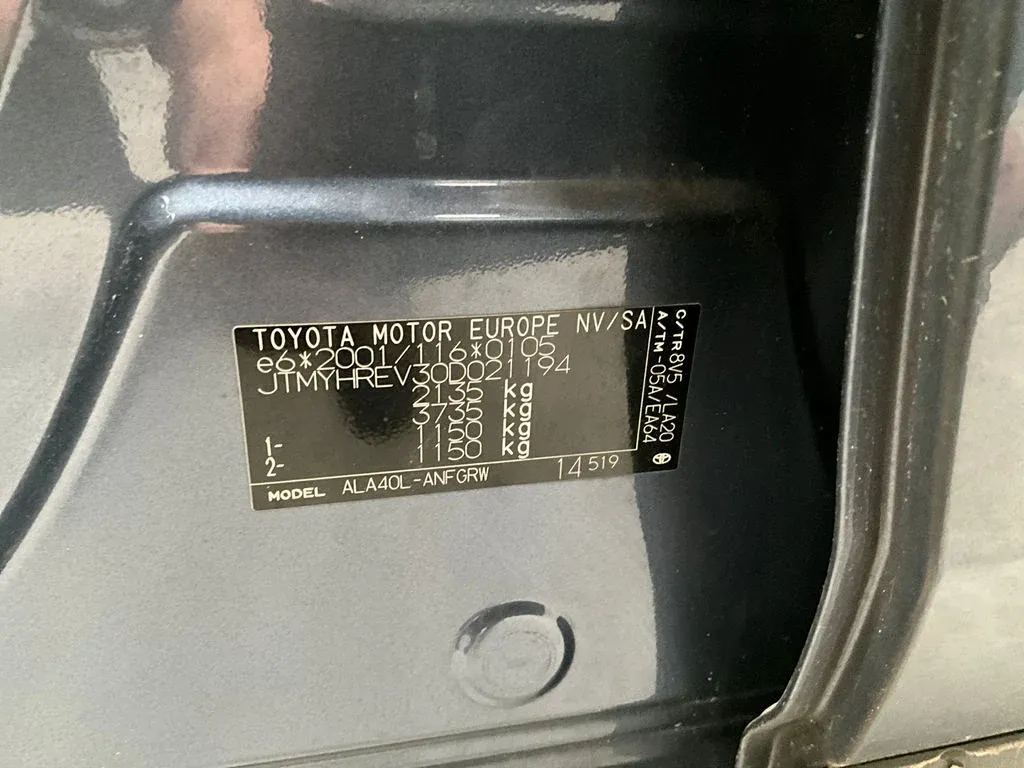 TOYOTA MOTOR EUROPE NV/SA
e6*2001/116*0105
JTMYHREV30D021194
2135 kg
3735 kg
1- 1150 kg
2- 1150 kg
C/TR 8V5 /LA20
A/TM-05A/EA64
MODEL ALA40L-ANFGRW 14 519